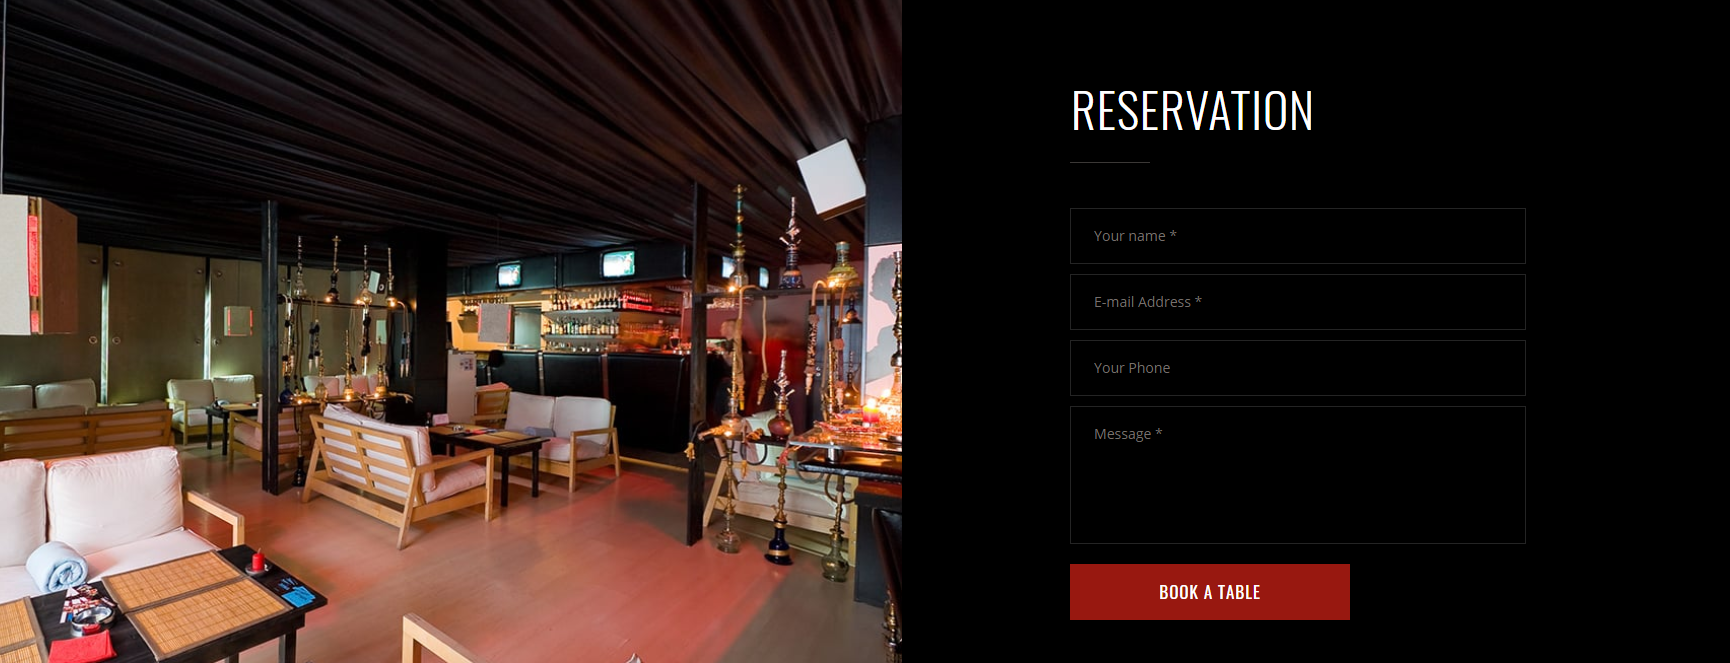 RESERVATION
Your name *
E-mail Address *
Your Phone
Message *
BOOK A TABLE